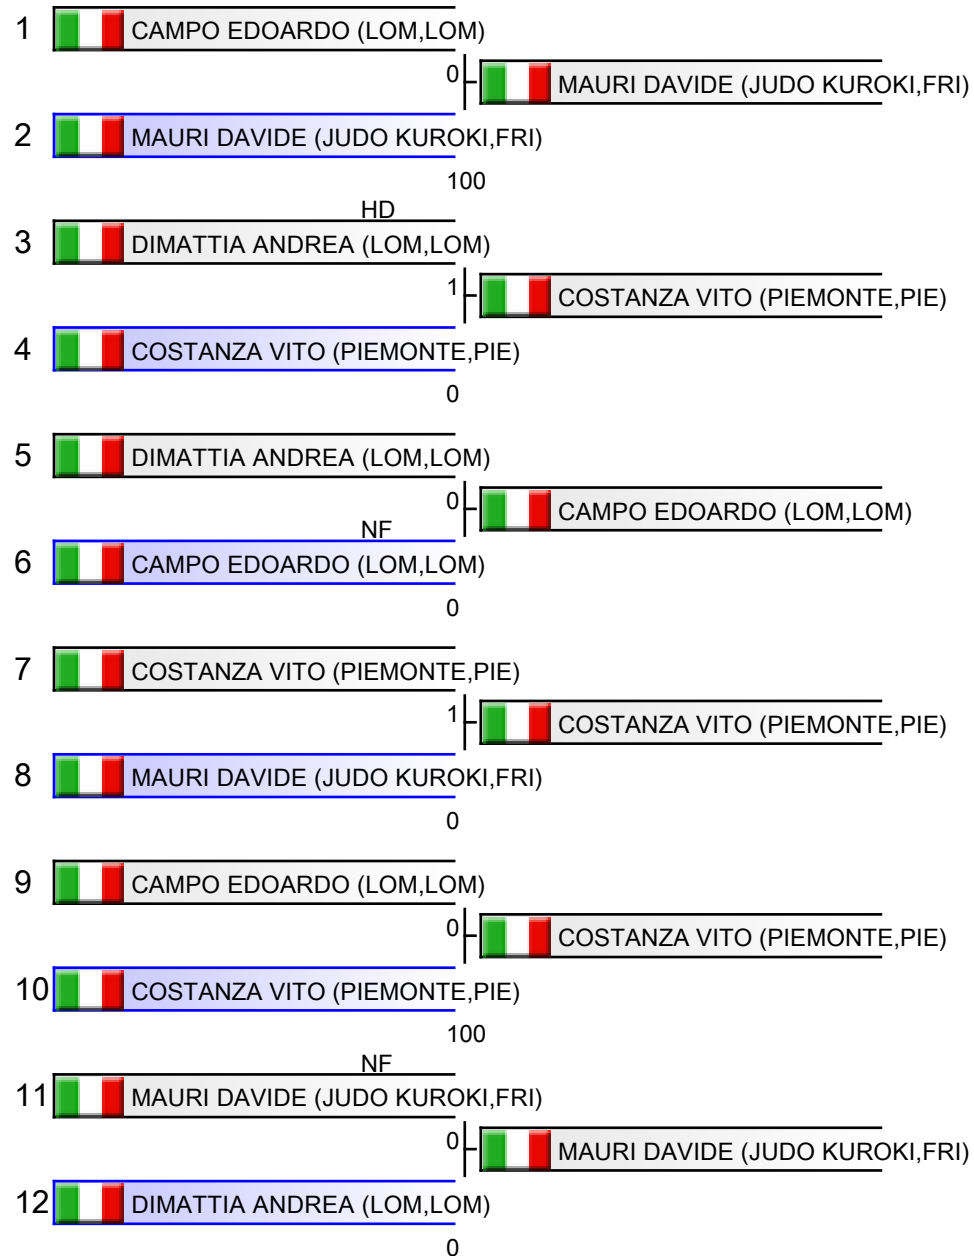 1 CAMPO EDOARDO (LOM,LOM)
0 MAURI DAVIDE (JUDO KUROKI,FRI)
2 MAURI DAVIDE (JUDO KUROKI,FRI)
100
HD
3 DIMATTIA ANDREA (LOM,LOM)
1 COSTANZA VITO (PIEMONTE,PIE)
4 COSTANZA VITO (PIEMONTE,PIE)
0
5 DIMATTIA ANDREA (LOM,LOM)
0 CAMPO EDOARDO (LOM,LOM)
NF
6 CAMPO EDOARDO (LOM,LOM)
0
7 COSTANZA VITO (PIEMONTE,PIE)
1 COSTANZA VITO (PIEMONTE,PIE)
8 MAURI DAVIDE (JUDO KUROKI,FRI)
0
9 CAMPO EDOARDO (LOM,LOM)
0 COSTANZA VITO (PIEMONTE,PIE)
10 COSTANZA VITO (PIEMONTE,PIE)
100
NF
11 MAURI DAVIDE (JUDO KUROKI,FRI)
0 MAURI DAVIDE (JUDO KUROKI,FRI)
12 DIMATTIA ANDREA (LOM,LOM)
0